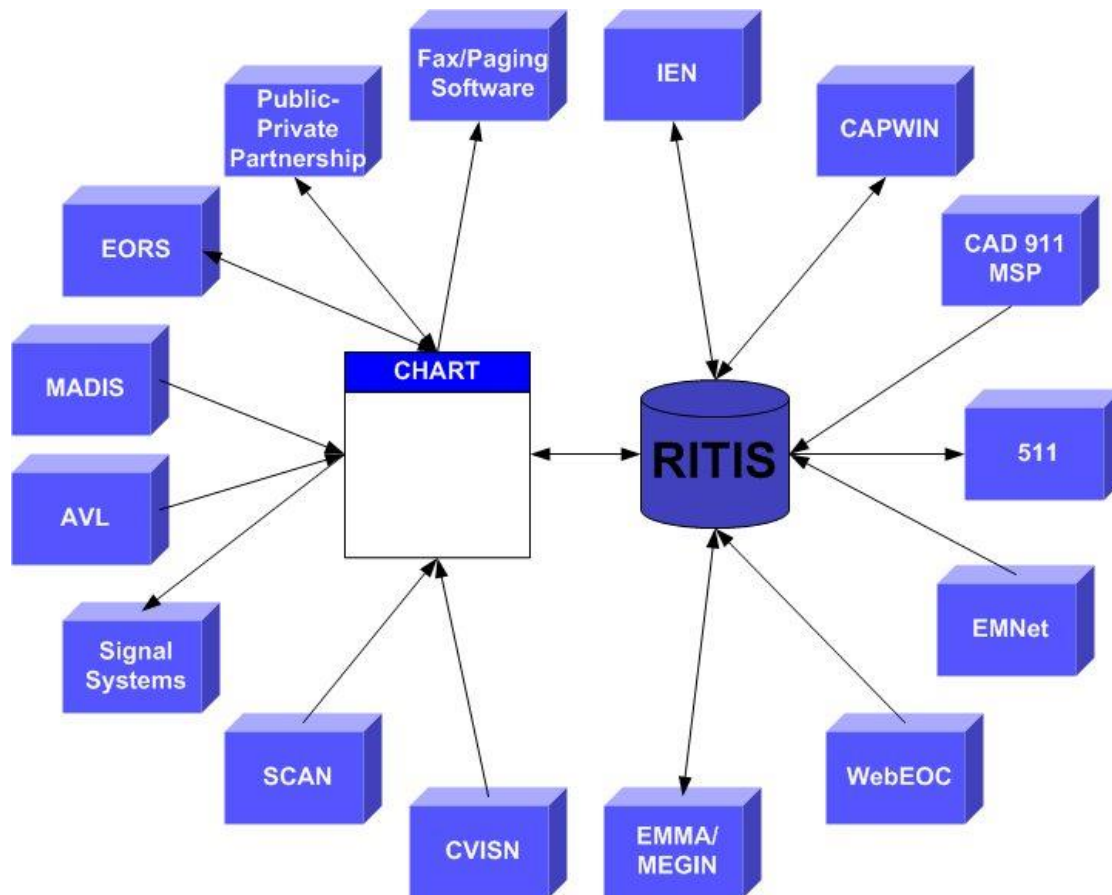 Fax/Paging
Software
IEN
Public-
Private
Partnership
CAPWIN
EORS
CAD 911
MSP
CHART
MADIS
RITIS
511
AVL
EMNet
Signal
Systems
SCAN
WebEOC
CVISN
EMMA/
MEGIN